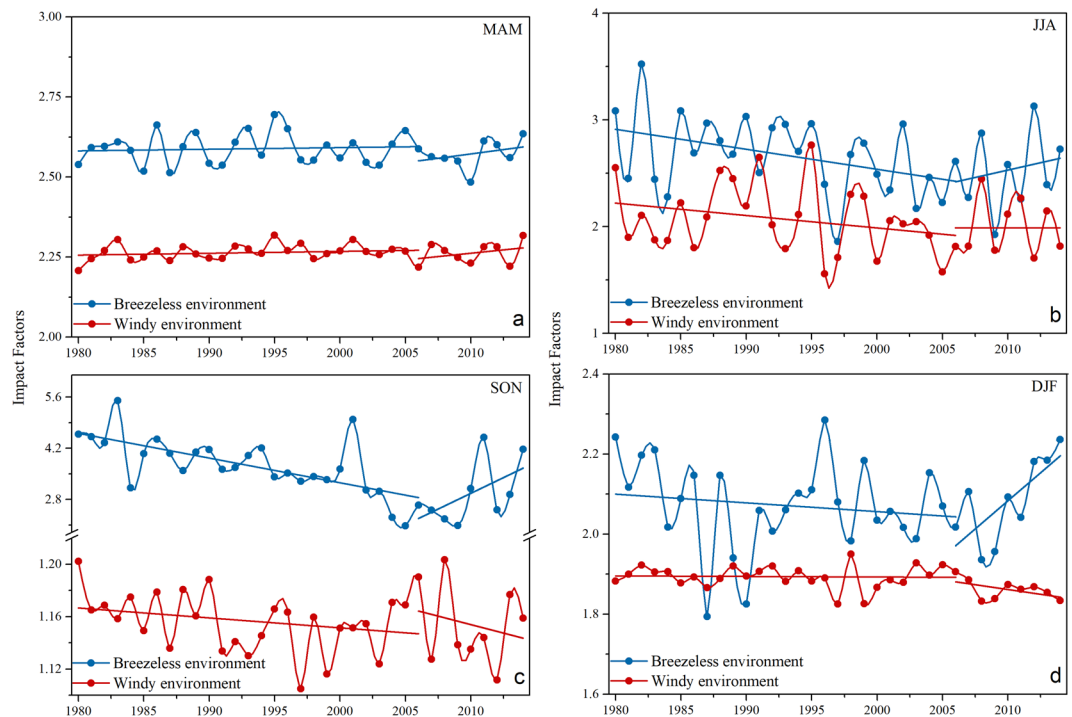 3.00
2.75
2.50
2.25
2.00
MAM
Breezeless environment
Windy environment
a
1980 1985 1990 1995 2000 2005 2010
4
3
2
1
JJA
Breezeless environment
Windy environment
b
1980 1985 1990 1995 2000 2005 2010
Impact Factors
Impact Factors
5.6
4.2
2.8
1.20
1.16
1.12
SON
Breezeless environment
Windy environment
c
1980 1985 1990 1995 2000 2005 2010
2.4
2.2
2.0
1.8
1.6
DJF
Breezeless environment
Windy environment
d
1980 1985 1990 1995 2000 2005 2010